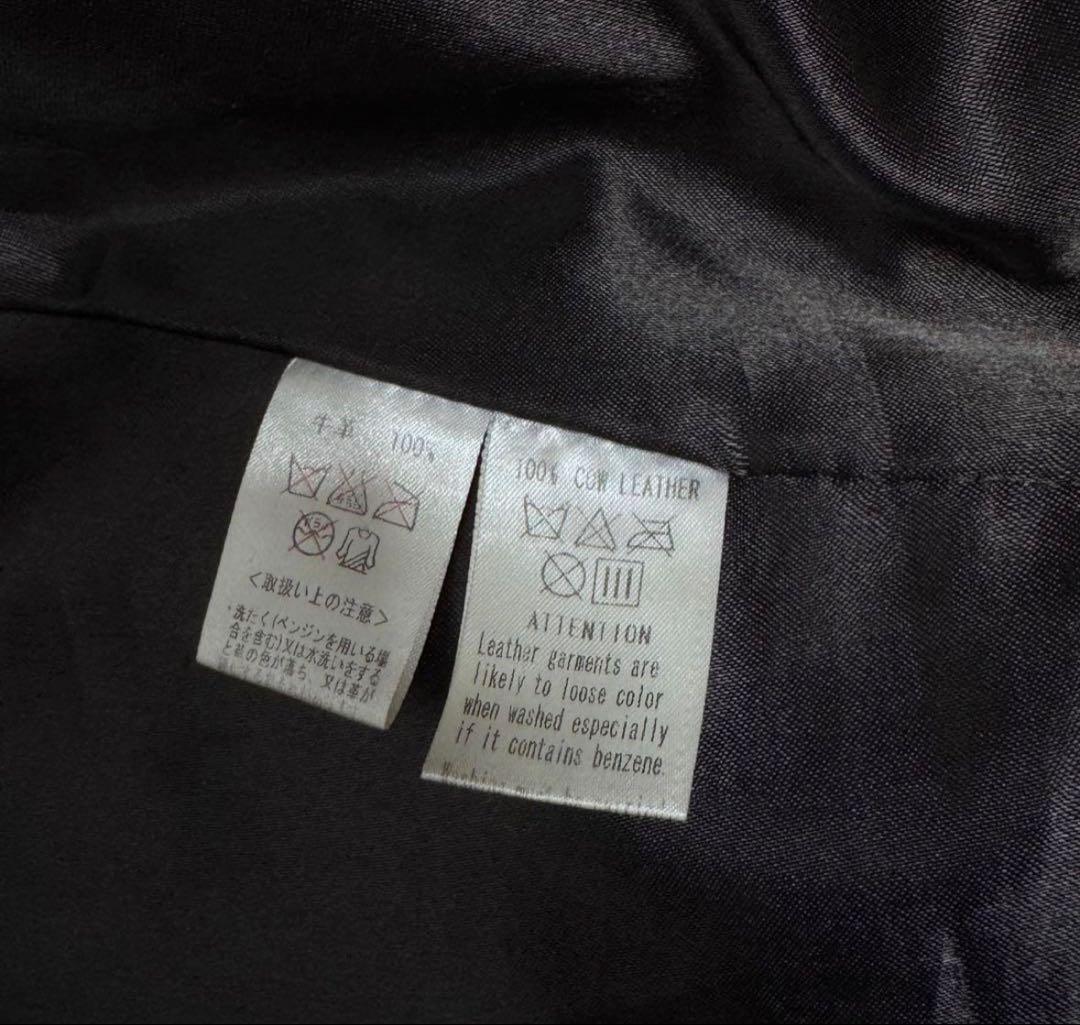 牛革 100%
<取扱い上の注意>
・洗たく(ベンジンを用いる場
合を含む)又は水洗いをする
と革の色が落ち、又は革が
100% COW LEATHER
ATTENTION
Leather garments are
likely to loose color
when washed especially
if it contains benzene.